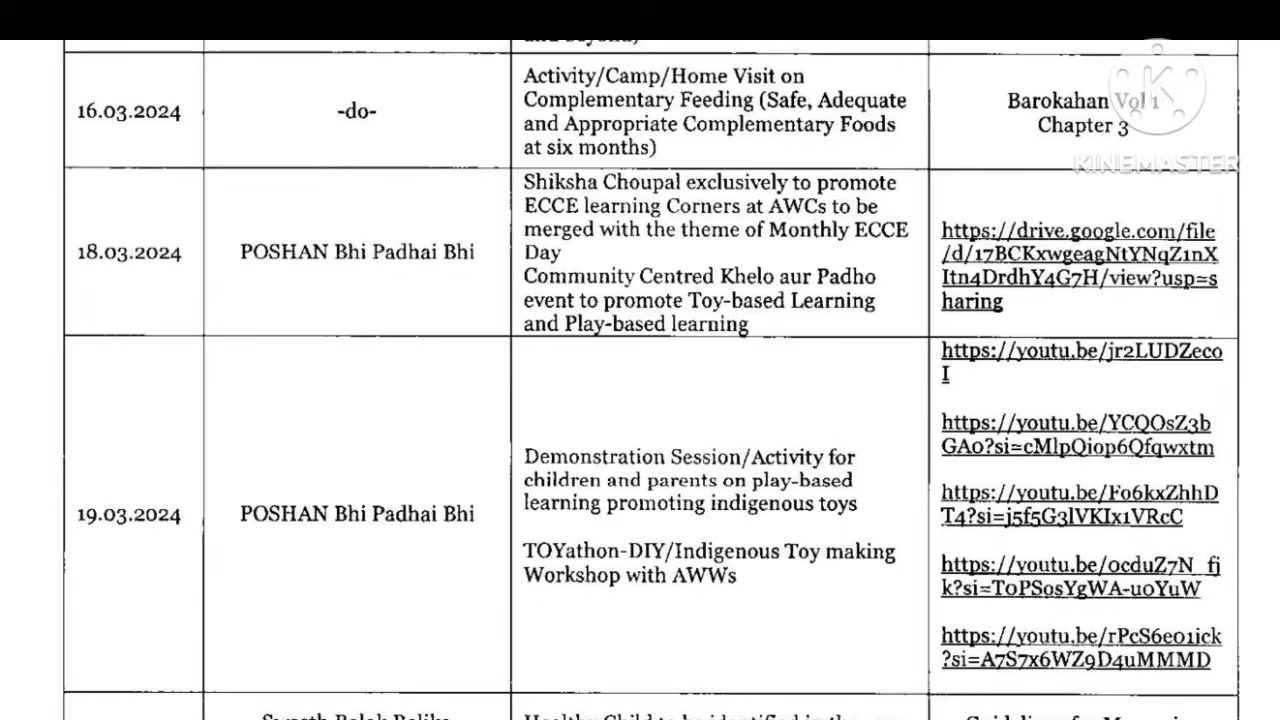 16.03.2024
-do-
Activity/Camp/Home Visit on
Complementary Feeding (Safe, Adequate
and Appropriate Complementary Foods
at six months)
Barokahan Vol 1
Chapter 3
KINEMASTER
18.03.2024
POSHAN Bhi Padhai Bhi
Shiksha Choupal exclusively to promote
ECCE learning Corners at AWCs to be
merged with the theme of Monthly ECCE
Day
Community Centred Khelo aur Padho
event to promote Toy-based Learning
and Play-based learning
https://drive.google.com/file
/d/17BCKxwgeagNtYNqZ1nX
Itn4DrdhY4G7H/view?usp=s
haring
19.03.2024
POSHAN Bhi Padhai Bhi
Demonstration Session/Activity for
children and parents on play-based
learning promoting indigenous toys
TOYathon-DIY/Indigenous Toy making
Workshop with AWWs
https://youtu.be/jr2LUDZeco
I
https://youtu.be/YCQOsZ3b
GA0?si=cMlpQiop6Qfqwxtm
https://youtu.be/Fo6kxZhhD
T4?si=j5f5G3lVKIx1VRcC
https://youtu.be/ocduZ7N_fj
k?si=T0PSosYgWA-uoYuW
https://youtu.be/rPcS6eo1ick
?si=A7S7x6WZ9D4uMMMD